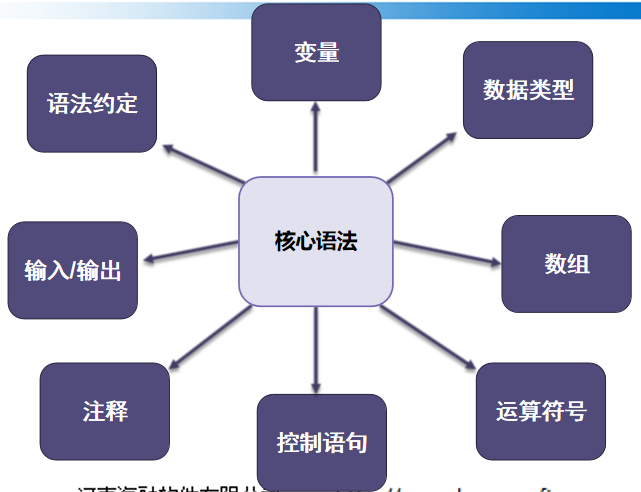 变量
数据类型
语法约定
核心语法
数组
输入/输出
注释
运算符号
控制语句